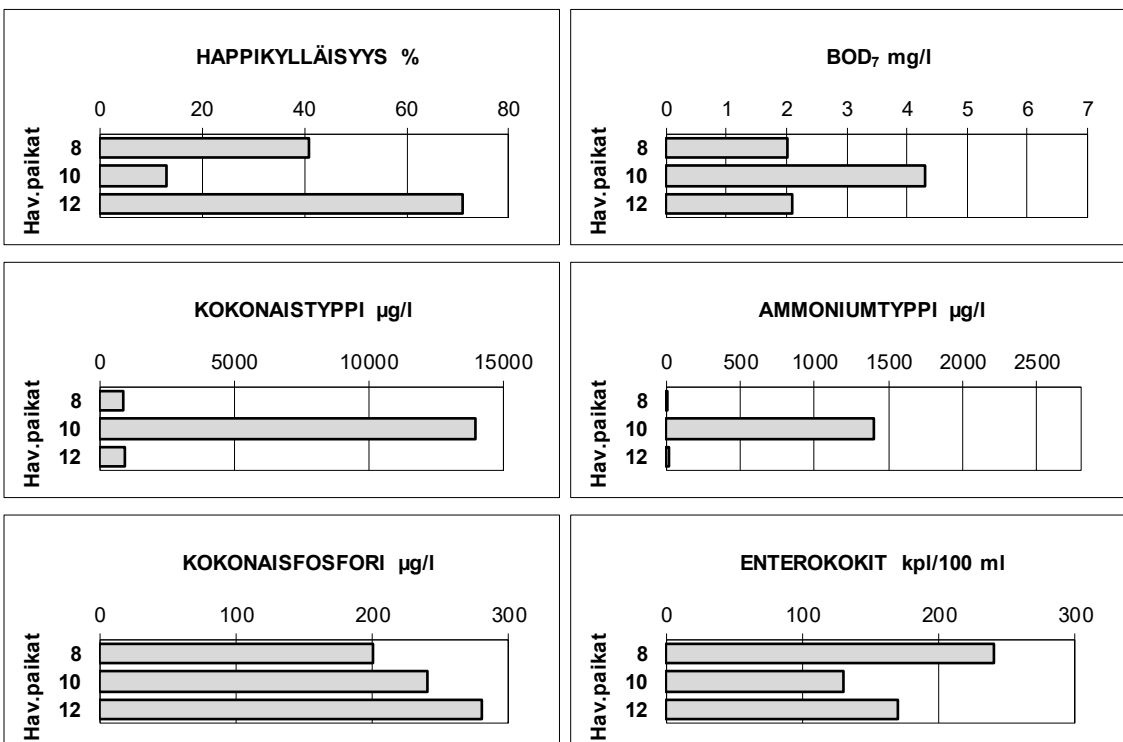 HAPPIKYLLÄISYYS %
0 20 40 60 80
Hav.paikat
8
10
12
BOD₇ mg/l
0 1 2 3 4 5 6 7
Hav.paikat
8
10
12
KOKONAISTYPPI µg/l
0 5000 10000 15000
Hav.paikat
8
10
12
AMMONIUMTYPPI µg/l
0 500 1000 1500 2000 2500
Hav.paikat
8
10
12
KOKONAISFOSFORI µg/l
0 100 200 300
Hav.paikat
8
10
12
ENTEROKOKIT kpl/100 ml
0 100 200 300
Hav.paikat
8
10
12